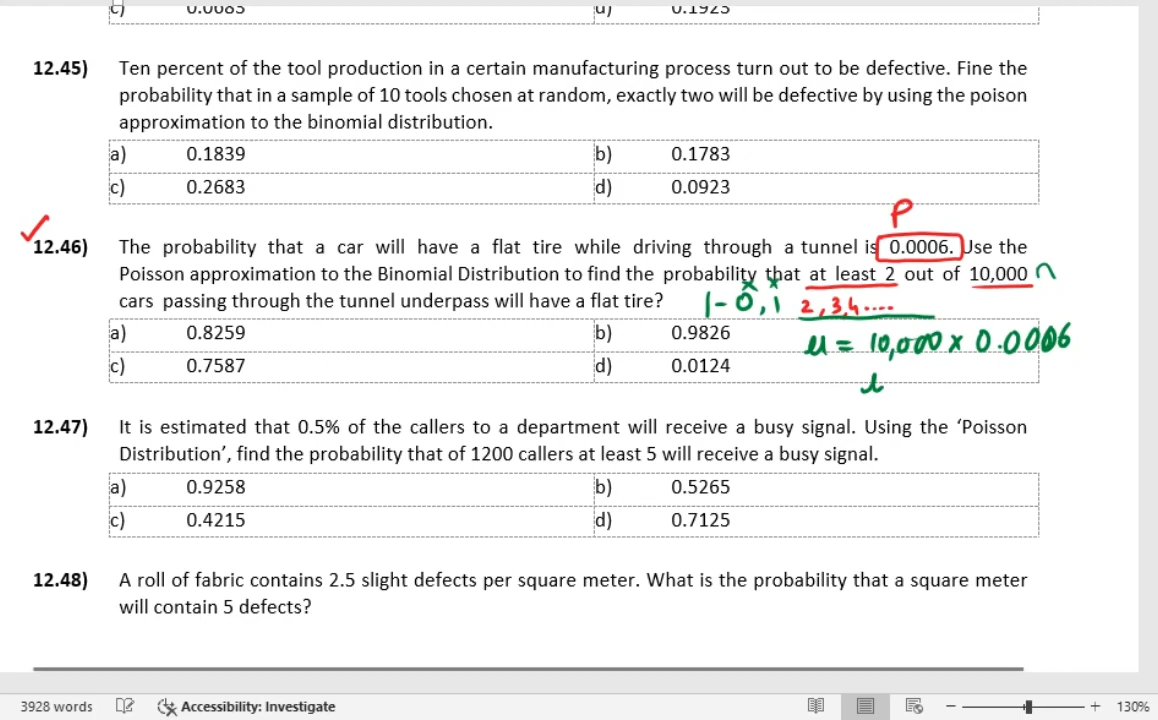 c) 0.0683 d) 0.1923
12.45) Ten percent of the tool production in a certain manufacturing process turn out to be defective. Fine the
probability that in a sample of 10 tools chosen at random, exactly two will be defective by using the poison
approximation to the binomial distribution.
a) 0.1839 b) 0.1783
c) 0.2683 d) 0.0923
P
12.46) The probability that a car will have a flat tire while driving through a tunnel is 0.0006. Use the
Poisson approximation to the Binomial Distribution to find the probability that at least 2 out of 10,000 n
cars passing through the tunnel underpass will have a flat tire? 1-0,1 2,3,4....
a) 0.8259 b) 0.9826
μ = 10,000 x 0.0006
c) 0.7587 d) 0.0124
12.47) It is estimated that 0.5% of the callers to a department will receive a busy signal. Using the ‘Poisson
Distribution’, find the probability that of 1200 callers at least 5 will receive a busy signal.
a) 0.9258 b) 0.5265
c) 0.4215 d) 0.7125
12.48) A roll of fabric contains 2.5 slight defects per square meter. What is the probability that a square meter
will contain 5 defects?
3928 words Accessibility: Investigate 130%